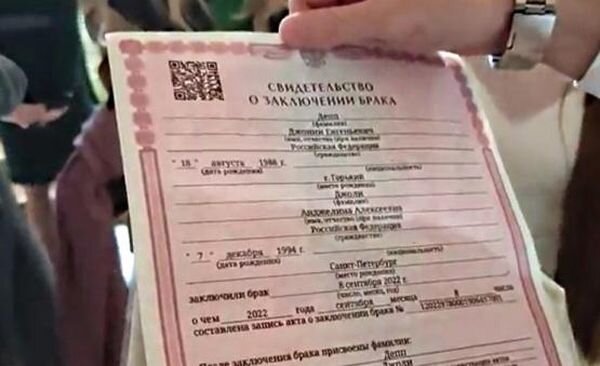 СВИДЕТЕЛЬСТВО
О ЗАКЛЮЧЕНИИ БРАКА
Депп
(фамилия)
Джонни Евгеньевич
(имя, отчество (при наличии)
Российская Федерация
(гражданство)
" 18 " августа 1988 г.
(дата рождения) (национальность)
г.Горький
(место рождения)
Джоли
(фамилия)
Анджелина Алексеевна
(имя, отчество (при наличии)
Российская Федерация
(гражданство)
" 7 " декабря 1994 г.
(дата рождения) (национальность)
Санкт-Петербург
(место рождения)
8 сентября 2022 г.
заключили брак (число, месяц, год)
о чем 2022 года сентября месяца 8 числа
составлена запись акта о заключении брака №
После заключения брака присвоены фамилии:
Депп
Джоли